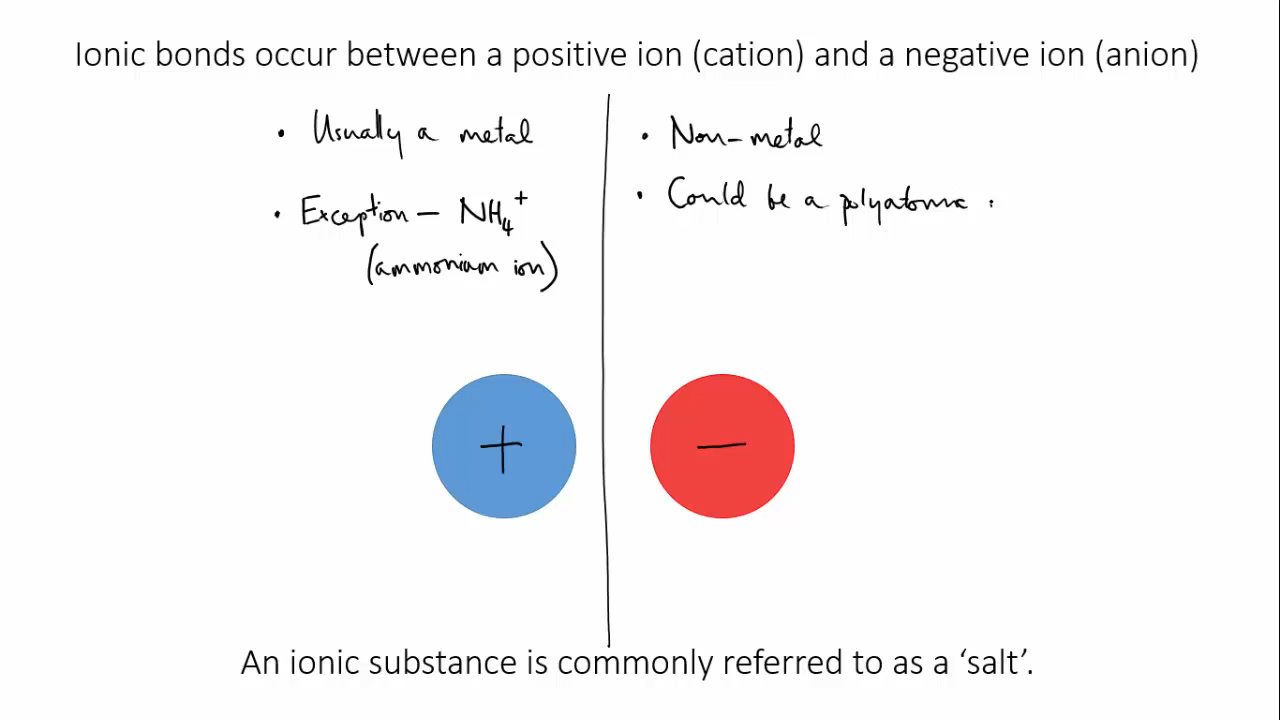 Ionic bonds occur between a positive ion (cation) and a negative ion (anion)
• Usually a metal
• Exception – NH₄⁺
(ammonium ion)
• Non-metal
• Could be a polyatomic
+
−
An ionic substance is commonly referred to as a ‘salt’.